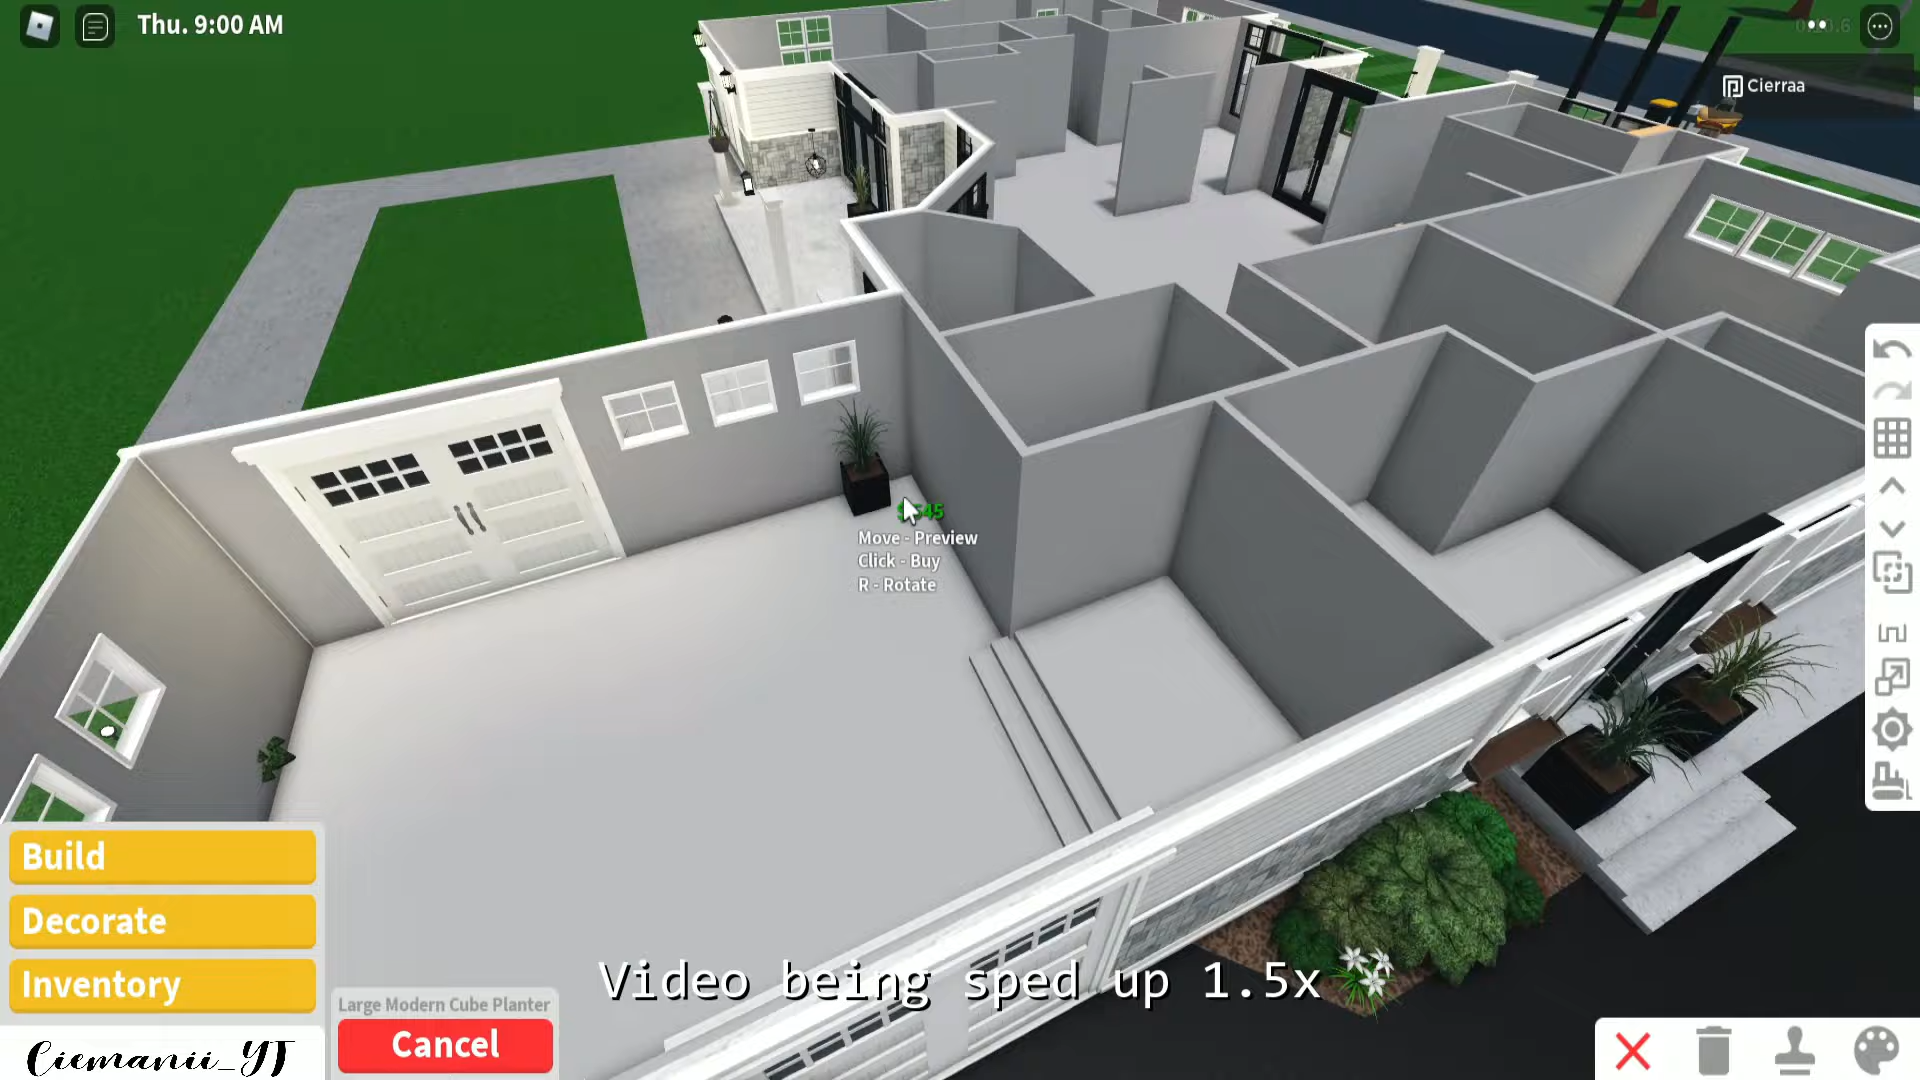 Thu. 9:00 AM
Cierraa
Move - Preview
Click - Buy
R - Rotate
Build
Decorate
Inventory
Large Modern Cube Planter
Cancel
Video being sped up 1.5x
Ciemanii_YT